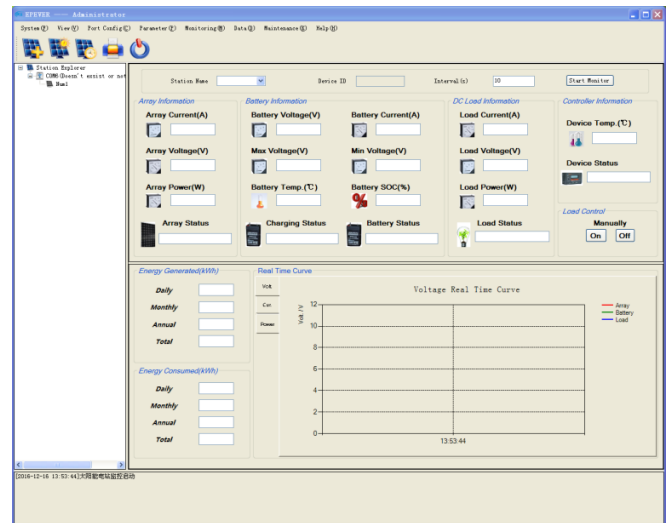 EPEVER --- Administrator
System(F) View(V) Port Config(C) Parameter(P) Monitoring(M) Data(Q) Maintenance(E) Help(H)
Station Explorer
COM6(Doesn't exist or not
Num1
Station Name Device ID Interval(s) 10 Start Monitor
Array Information Battery Information DC Load Information Controller Information
Array Current(A) Battery Voltage(V) Battery Current(A) Load Current(A) Device Temp.(℃)
Array Voltage(V) Max Voltage(V) Min Voltage(V) Load Voltage(V) Device Status
Array Power(W) Battery Temp.(℃) Battery SOC(%) Load Power(W)
Load Control
Array Status Charging Status Battery Status Load Status Manually
On Off
Energy Generated(kWh) Real Time Curve
Daily
Monthly
Annual
Total
Energy Consumed(kWh)
Daily
Monthly
Annual
Total
Volt.
Curr.
Power
Voltage Real Time Curve
Volt./V
12
10
8
6
4
2
0
13:53:44
Array
Battery
Load
[2016-12-16 13:53:44]太阳能电站监控启动